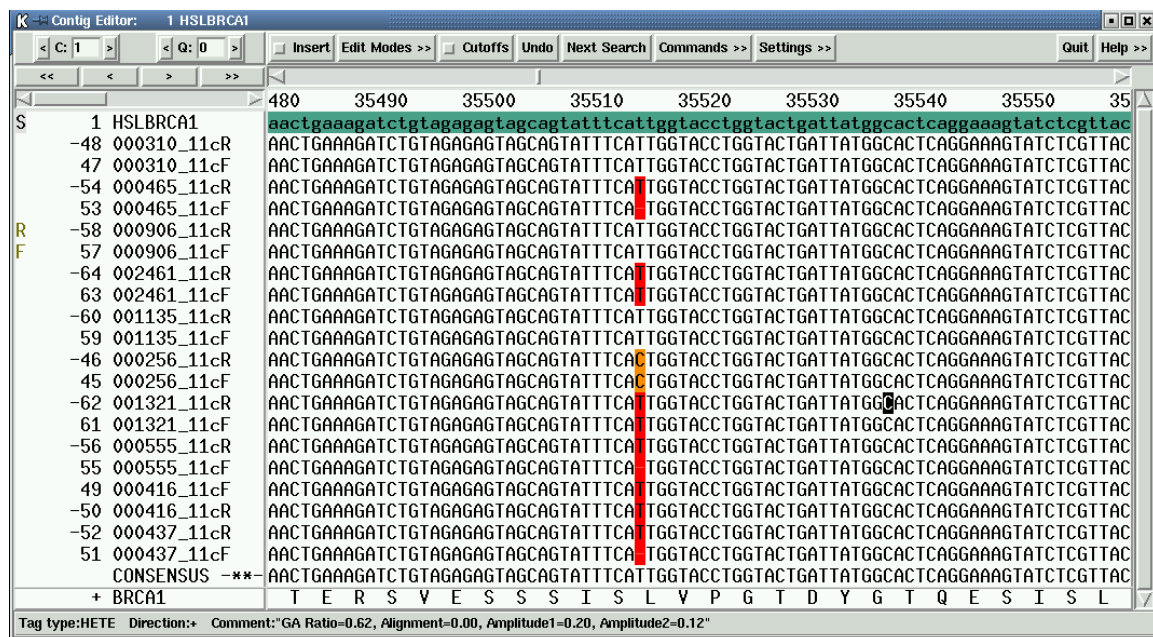 Contig Editor: 1 HSLBRCA1
< C: 1 > < Q: 0 > Insert Edit Modes >> Cutoffs Undo Next Search Commands >> Settings >> Quit Help >>
<< < > >>
480 35490 35500 35510 35520 35530 35540 35550 35
S 1 HSLBRCA1 aactgaaagatctgtagagagtagcagtatttcattggtacctggtactgattatggcactcaggaaagtatctcgttac
-48 000310_11cR AACTGAAAGATCTGTAGAGAGTAGCAGTATTTCATTGGTACCTGGTACTGATTATGGCACTCAGGAAAGTATCTCGTTAC
47 000310_11cF AACTGAAAGATCTGTAGAGAGTAGCAGTATTTCATTGGTACCTGGTACTGATTATGGCACTCAGGAAAGTATCTCGTTAC
-54 000465_11cR AACTGAAAGATCTGTAGAGAGTAGCAGTATTTCATTGGTACCTGGTACTGATTATGGCACTCAGGAAAGTATCTCGTTAC
53 000465_11cF AACTGAAAGATCTGTAGAGAGTAGCAGTATTTCA-TGGTACCTGGTACTGATTATGGCACTCAGGAAAGTATCTCGTTAC
R -58 000906_11cR AACTGAAAGATCTGTAGAGAGTAGCAGTATTTCATTGGTACCTGGTACTGATTATGGCACTCAGGAAAGTATCTCGTTAC
F 57 000906_11cF AACTGAAAGATCTGTAGAGAGTAGCAGTATTTCATTGGTACCTGGTACTGATTATGGCACTCAGGAAAGTATCTCGTTAC
-64 002461_11cR AACTGAAAGATCTGTAGAGAGTAGCAGTATTTCATTGGTACCTGGTACTGATTATGGCACTCAGGAAAGTATCTCGTTAC
63 002461_11cF AACTGAAAGATCTGTAGAGAGTAGCAGTATTTCATTGGTACCTGGTACTGATTATGGCACTCAGGAAAGTATCTCGTTAC
-60 001135_11cR AACTGAAAGATCTGTAGAGAGTAGCAGTATTTCATTGGTACCTGGTACTGATTATGGCACTCAGGAAAGTATCTCGTTAC
59 001135_11cF AACTGAAAGATCTGTAGAGAGTAGCAGTATTTCATTGGTACCTGGTACTGATTATGGCACTCAGGAAAGTATCTCGTTAC
-46 000256_11cR AACTGAAAGATCTGTAGAGAGTAGCAGTATTTCACTGGTACCTGGTACTGATTATGGCACTCAGGAAAGTATCTCGTTAC
45 000256_11cF AACTGAAAGATCTGTAGAGAGTAGCAGTATTTCACTGGTACCTGGTACTGATTATGGCACTCAGGAAAGTATCTCGTTAC
-62 001321_11cR AACTGAAAGATCTGTAGAGAGTAGCAGTATTTCATTGGTACCTGGTACTGATTATGGCACTCAGGAAAGTATCTCGTTAC
61 001321_11cF AACTGAAAGATCTGTAGAGAGTAGCAGTATTTCATTGGTACCTGGTACTGATTATGGCACTCAGGAAAGTATCTCGTTAC
-56 000555_11cR AACTGAAAGATCTGTAGAGAGTAGCAGTATTTCATTGGTACCTGGTACTGATTATGGCACTCAGGAAAGTATCTCGTTAC
55 000555_11cF AACTGAAAGATCTGTAGAGAGTAGCAGTATTTCA-TGGTACCTGGTACTGATTATGGCACTCAGGAAAGTATCTCGTTAC
49 000416_11cF AACTGAAAGATCTGTAGAGAGTAGCAGTATTTCATTGGTACCTGGTACTGATTATGGCACTCAGGAAAGTATCTCGTTAC
-50 000416_11cR AACTGAAAGATCTGTAGAGAGTAGCAGTATTTCATTGGTACCTGGTACTGATTATGGCACTCAGGAAAGTATCTCGTTAC
-52 000437_11cR AACTGAAAGATCTGTAGAGAGTAGCAGTATTTCATTGGTACCTGGTACTGATTATGGCACTCAGGAAAGTATCTCGTTAC
51 000437_11cF AACTGAAAGATCTGTAGAGAGTAGCAGTATTTCA-TGGTACCTGGTACTGATTATGGCACTCAGGAAAGTATCTCGTTAC
CONSENSUS -**- AACTGAAAGATCTGTAGAGAGTAGCAGTATTTCATTGGTACCTGGTACTGATTATGGCACTCAGGAAAGTATCTCGTTAC
+ BRCA1 T E R S V E S S S I S L V P G T D Y G T Q E S I S L
Tag type:HETE Direction:+ Comment:"GA Ratio=0.62, Alignment=0.00, Amplitude1=0.20, Amplitude2=0.12"